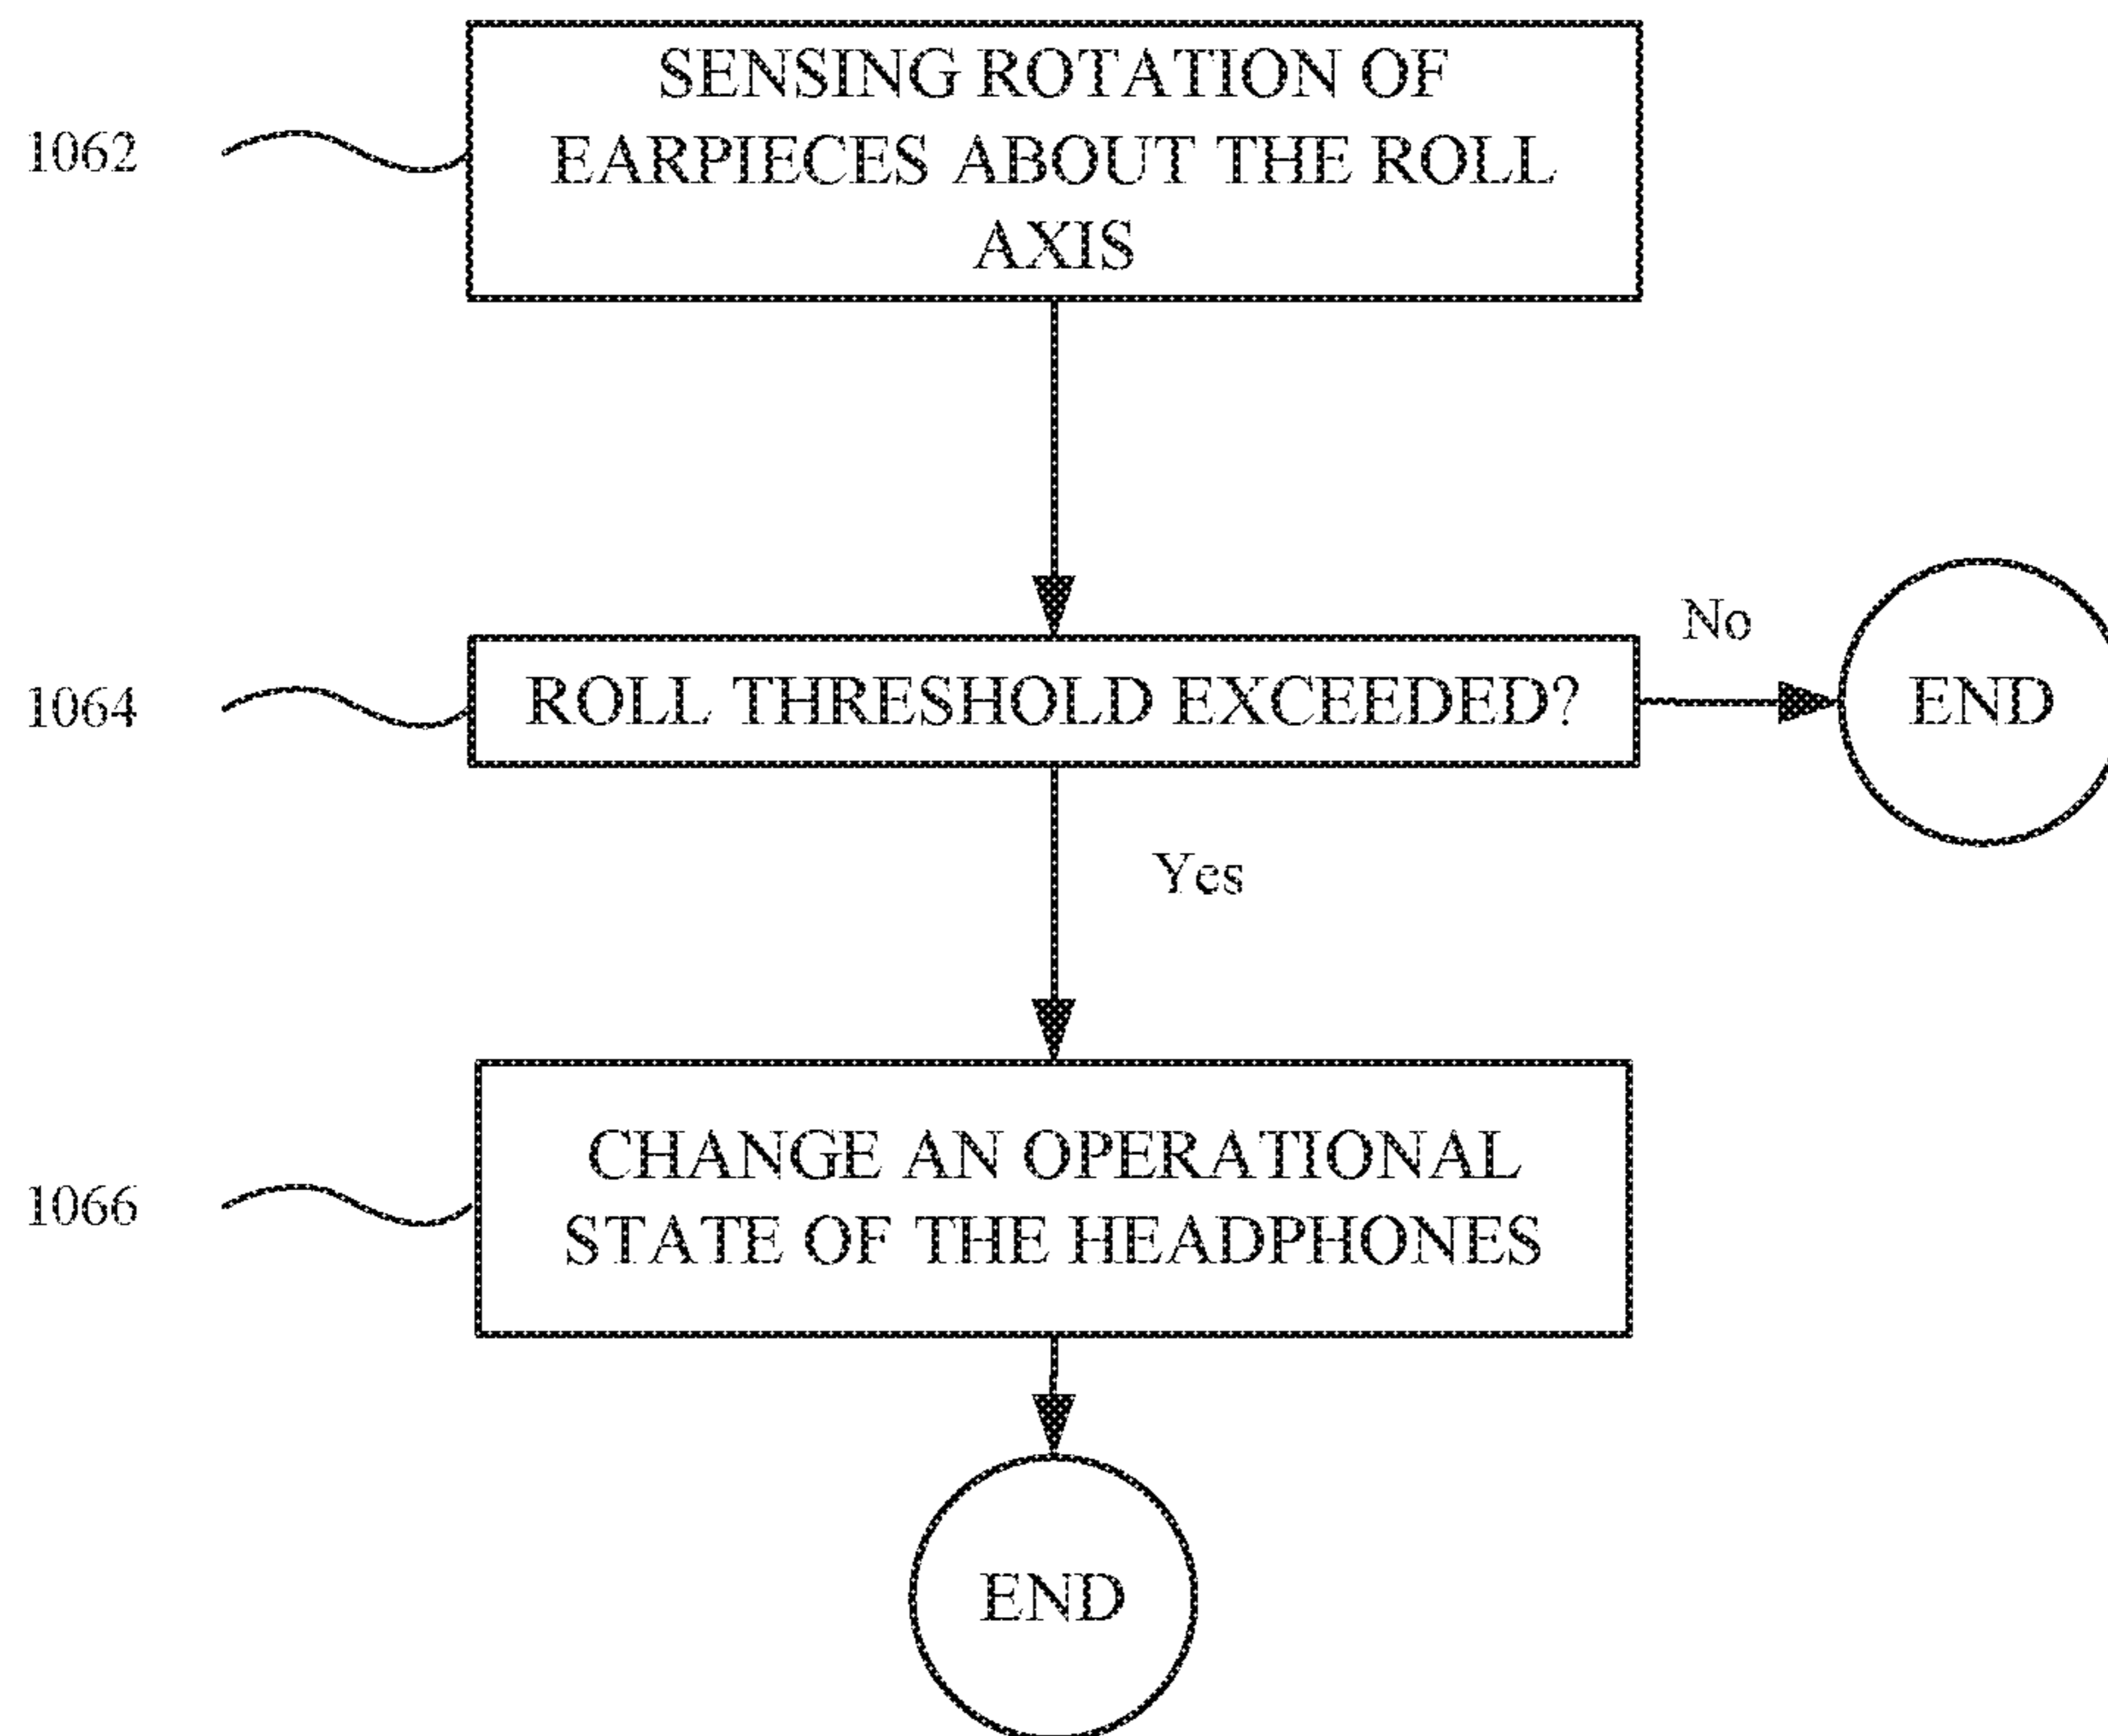 SENSING ROTATION OF
EARPIECES ABOUT THE ROLL
AXIS
1062
No
1064
ROLL THRESHOLD EXCEEDED?
END
Yes
CHANGE AN OPERATIONAL
STATE OF THE HEADPHONES
1066
END